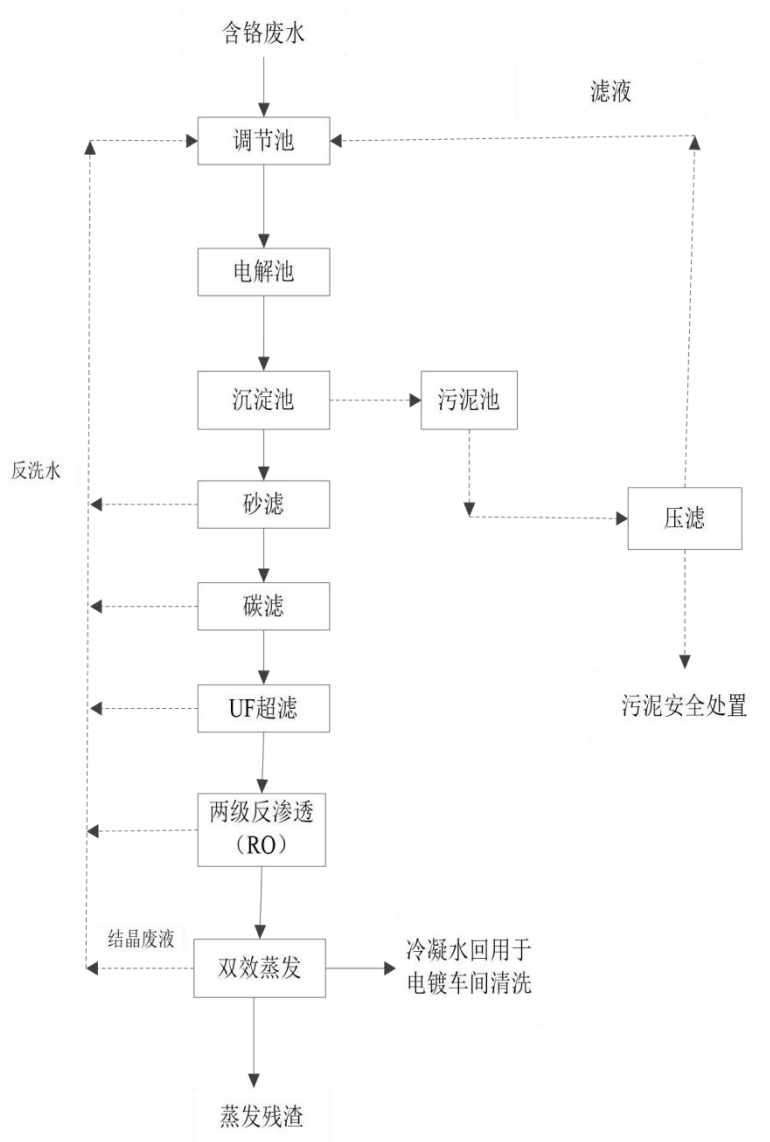 含铬废水
滤液
调节池
电解池
沉淀池
污泥池
反洗水
砂滤
压滤
碳滤
UF超滤
污泥安全处置
两级反渗透
（RO）
结晶废液
双效蒸发
冷凝水回用于
电镀车间清洗
蒸发残渣